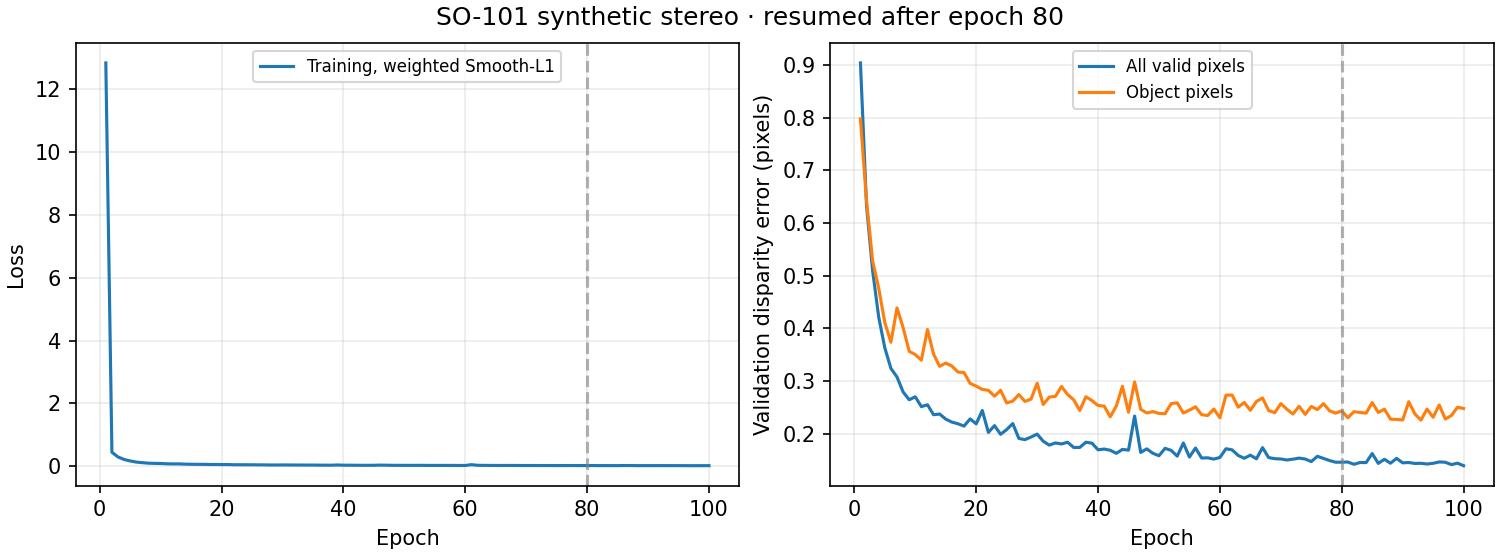 SO-101 synthetic stereo · resumed after epoch 80
Training, weighted Smooth-L1
Loss
12
10
8
6
4
2
0
0 20 40 60 80 100
Epoch
All valid pixels
Object pixels
Validation disparity error (pixels)
0.9
0.8
0.7
0.6
0.5
0.4
0.3
0.2
0 20 40 60 80 100
Epoch